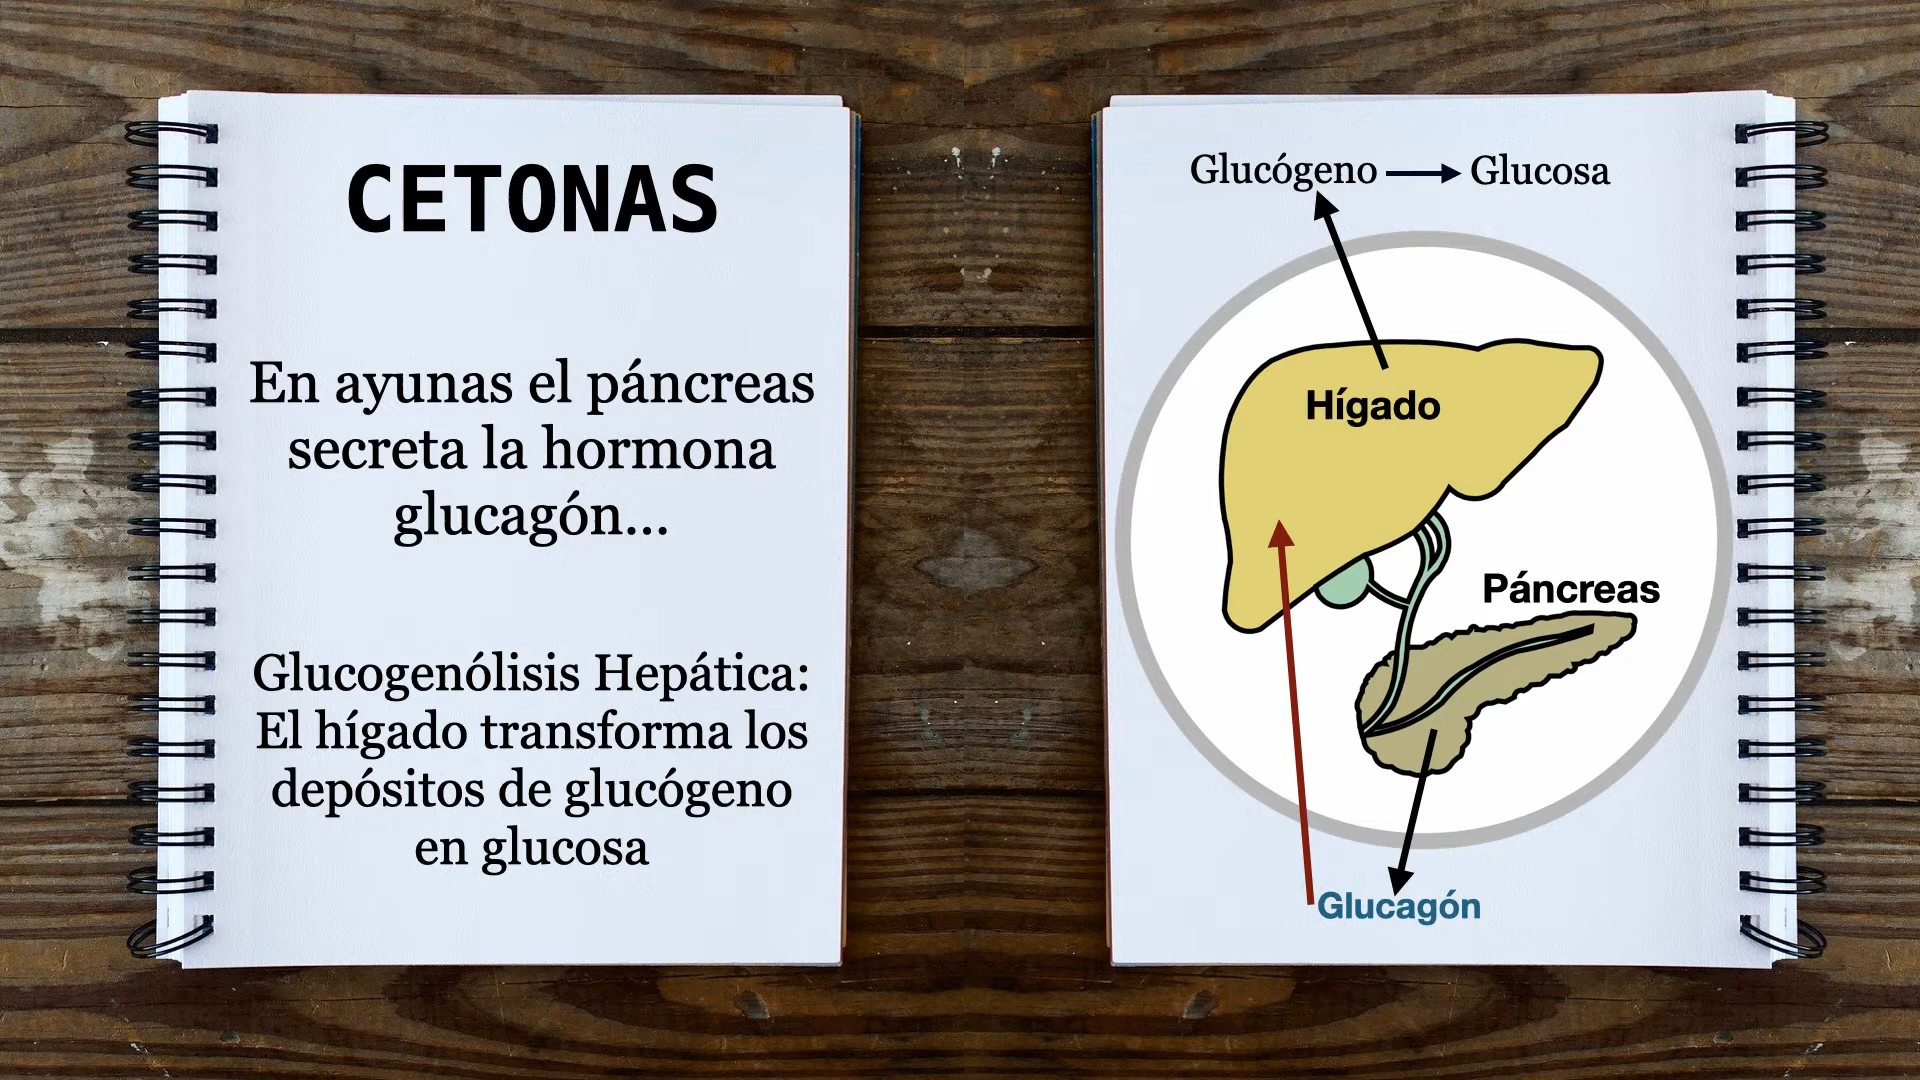 CETONAS
En ayunas el páncreas
secreta la hormona
glucagón...
Glucogenólisis Hepática:
El hígado transforma los
depósitos de glucógeno
en glucosa
Glucógeno → Glucosa
Hígado
Páncreas
Glucagón